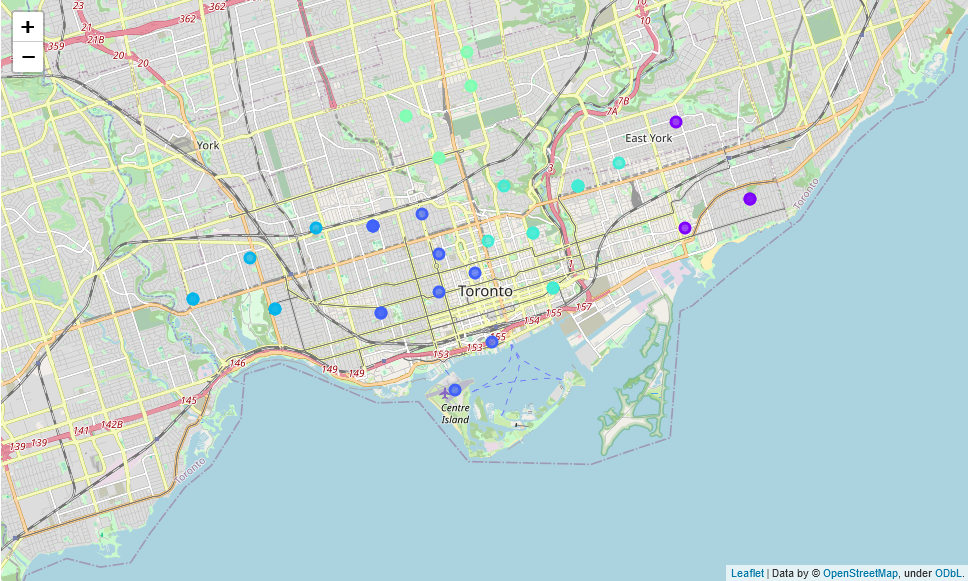 23
362
362
21
+
21B
359
20
20
−
10
10
7B
7A
East York
York
3
Toronto
1
Toronto
157
155
154
155
153
153
146
149
149
145
Centre
Island
142B
141
139
139
Toronto
Leaflet | Data by © OpenStreetMap, under ODbL.